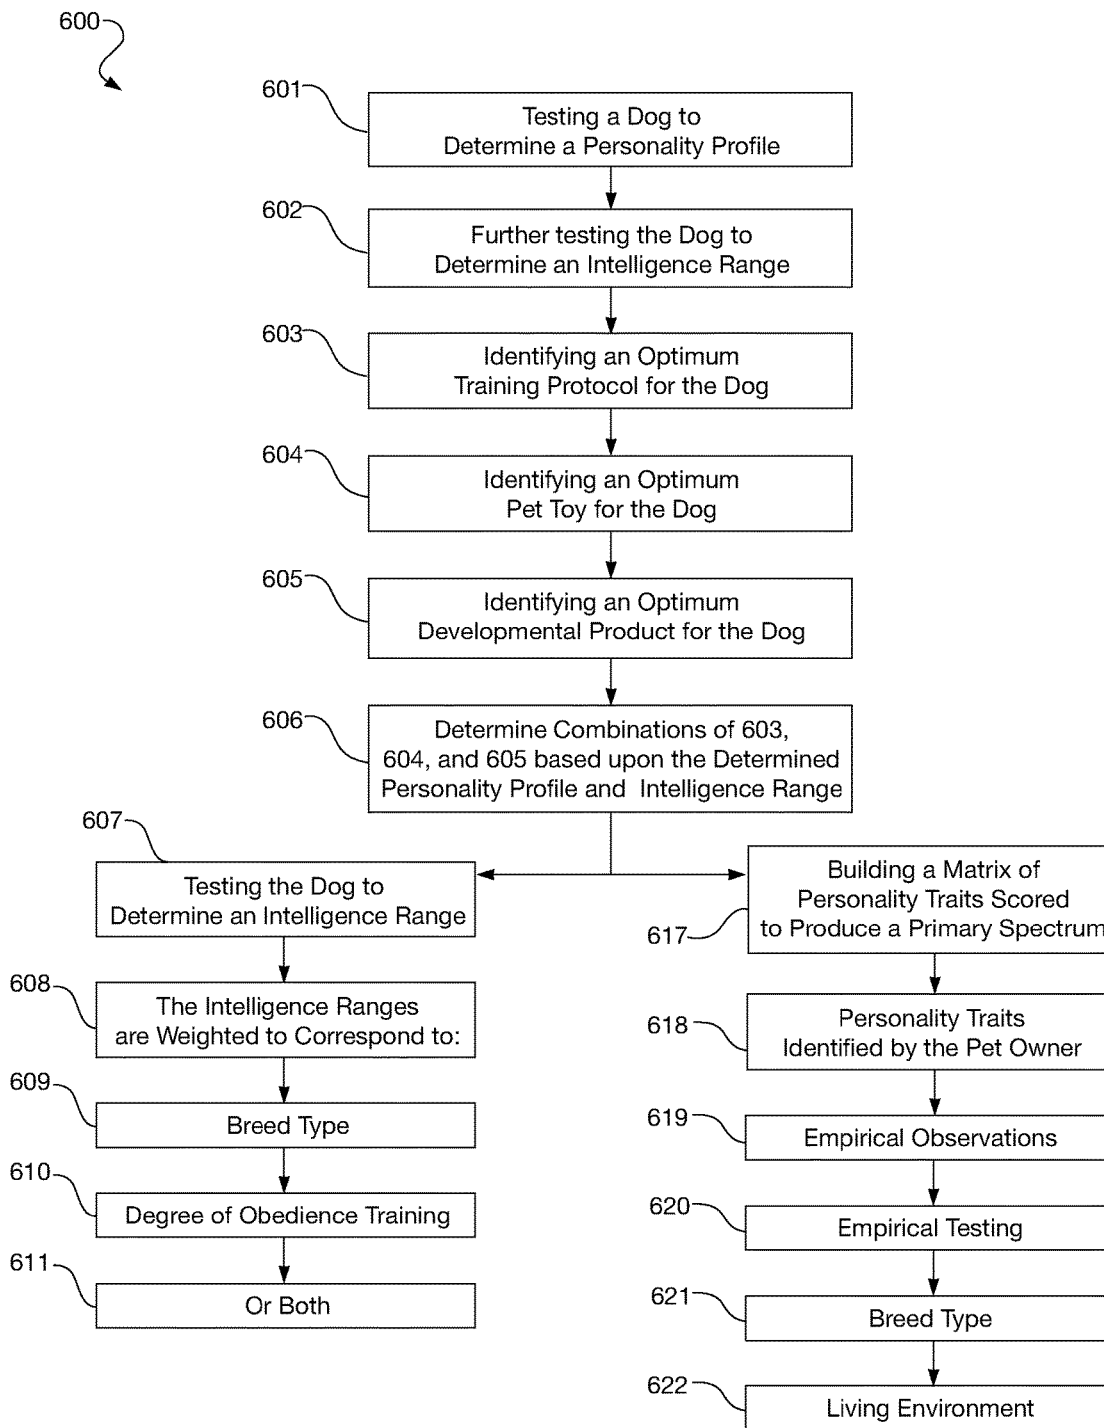 600
601
Testing a Dog to
Determine a Personality Profile
602
Further testing the Dog to
Determine an Intelligence Range
603
Identifying an Optimum
Training Protocol for the Dog
604
Identifying an Optimum
Pet Toy for the Dog
605
Identifying an Optimum
Developmental Product for the Dog
606
Determine Combinations of 603,
604, and 605 based upon the Determined
Personality Profile and Intelligence Range
607
Testing the Dog to
Determine an Intelligence Range
608
The Intelligence Ranges
are Weighted to Correspond to:
609
Breed Type
610
Degree of Obedience Training
611
Or Both
617
Building a Matrix of
Personality Traits Scored
to Produce a Primary Spectrum
618
Personality Traits
Identified by the Pet Owner
619
Empirical Observations
620
Empirical Testing
621
Breed Type
622
Living Environment